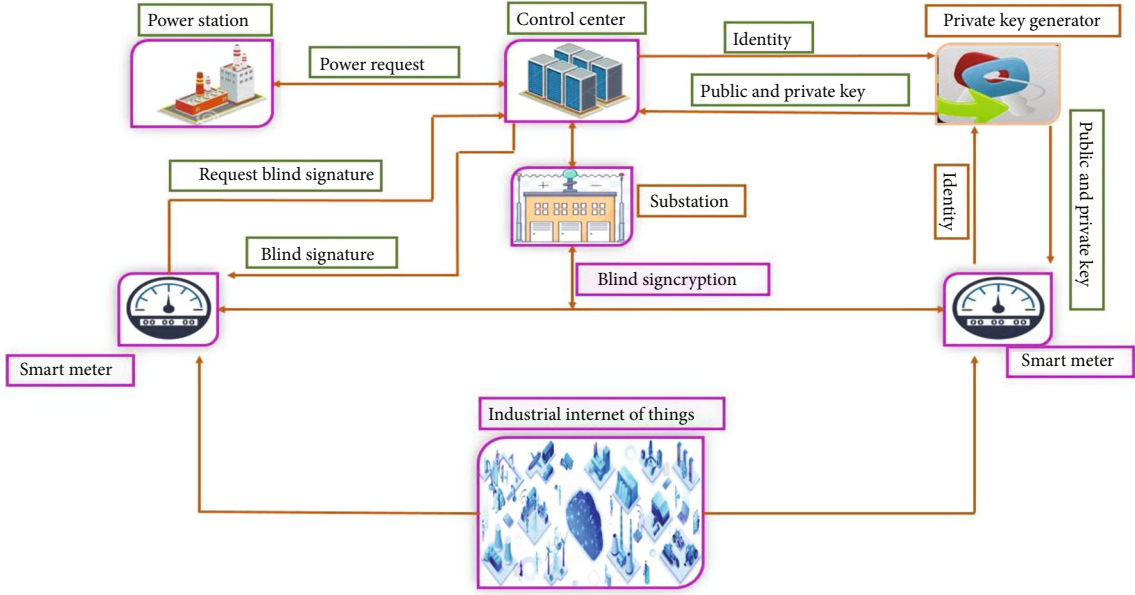 Power station
Control center
Private key generator
Identity
Power request
Public and private key
Public and private key
Request blind signature
Identity
Substation
Blind signature
Blind signcryption
Smart meter
Smart meter
Industrial internet of things